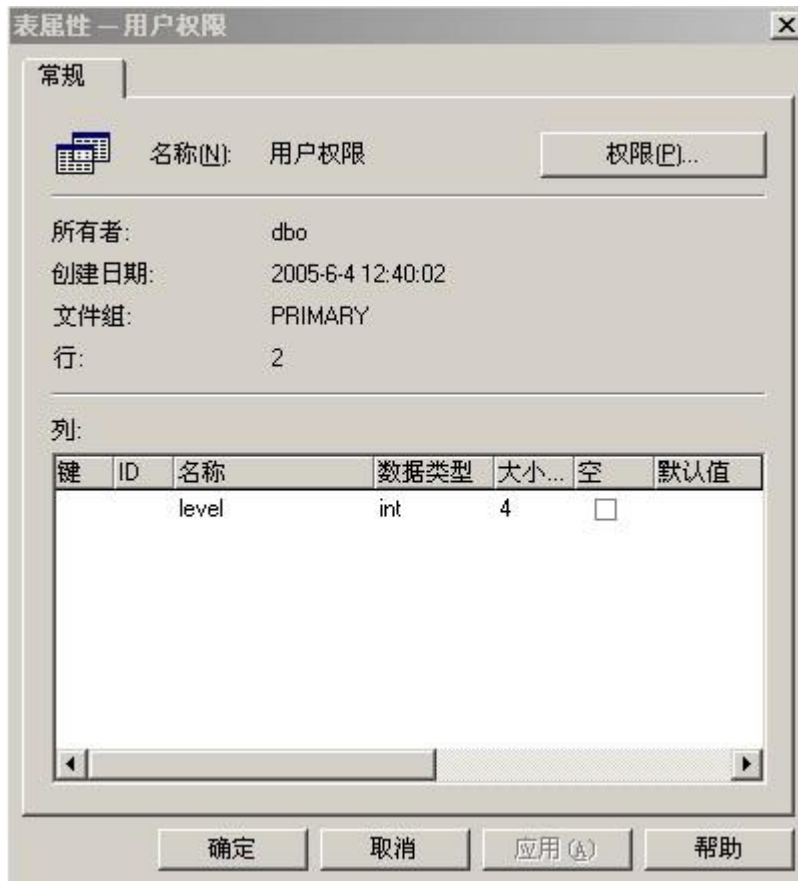 表属性 — 用户权限
常规
名称(N): 用户权限 权限(P)...
所有者: dbo
创建日期: 2005-6-4 12:40:02
文件组: PRIMARY
行: 2
列:
键 ID 名称 数据类型 大小... 空 默认值
level int 4
确定 取消 应用(A) 帮助